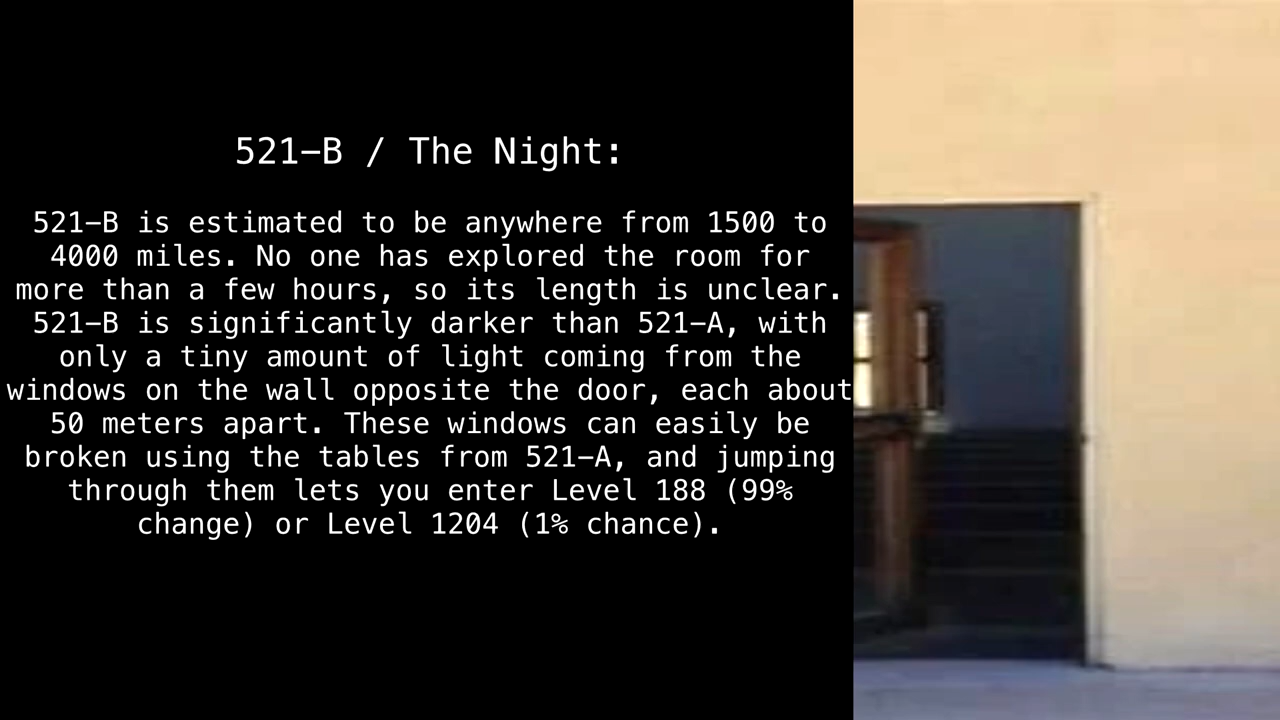 521-B / The Night:
521-B is estimated to be anywhere from 1500 to
4000 miles. No one has explored the room for
more than a few hours, so its length is unclear.
521-B is significantly darker than 521-A, with
only a tiny amount of light coming from the
windows on the wall opposite the door, each about
50 meters apart. These windows can easily be
broken using the tables from 521-A, and jumping
through them lets you enter Level 188 (99%
change) or Level 1204 (1% chance).